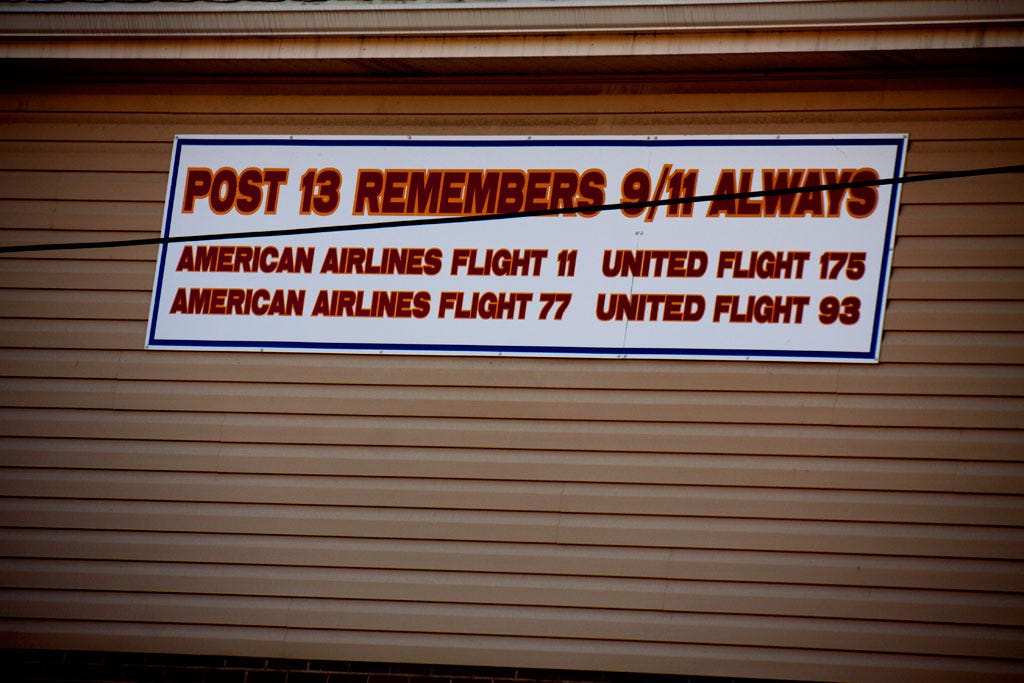 POST 13 REMEMBERS 9/11 ALWAYS
AMERICAN AIRLINES FLIGHT 11 UNITED FLIGHT 175
AMERICAN AIRLINES FLIGHT 77 UNITED FLIGHT 93